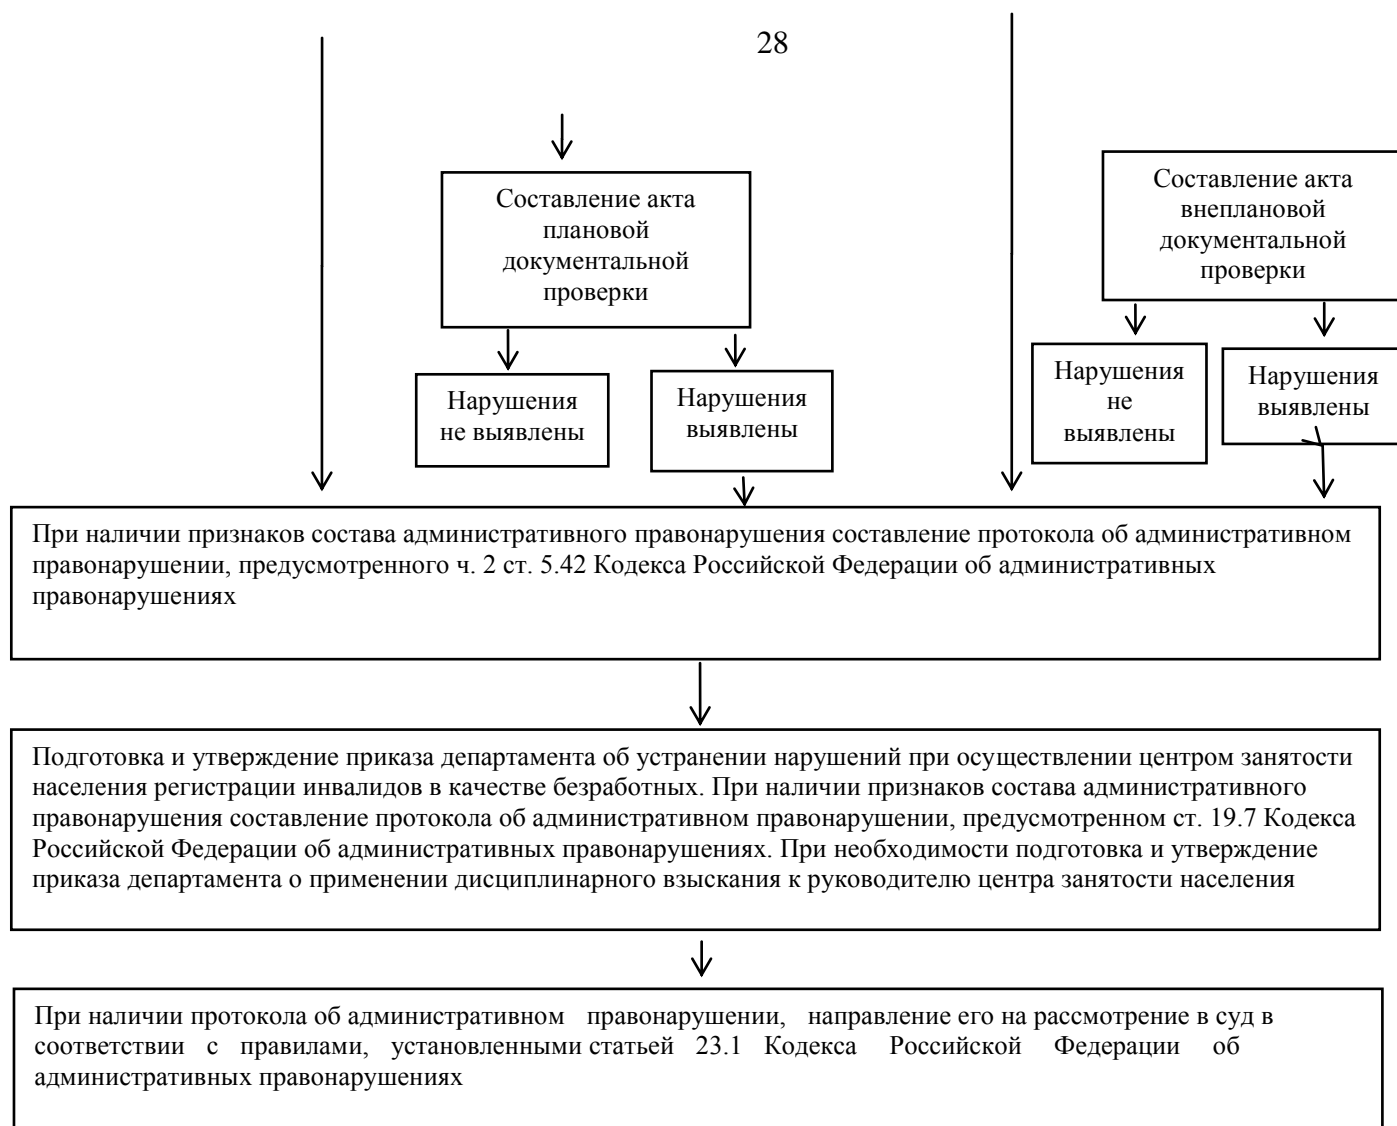 28
Составление акта
плановой
документальной
проверки
Составление акта
внеплановой
документальной
проверки
Нарушения
не выявлены
Нарушения
выявлены
Нарушения
не
выявлены
Нарушения
выявлены
При наличии признаков состава административного правонарушения составление протокола об административном
правонарушении, предусмотренного ч. 2 ст. 5.42 Кодекса Российской Федерации об административных
правонарушениях
Подготовка и утверждение приказа департамента об устранении нарушений при осуществлении центром занятости
населения регистрации инвалидов в качестве безработных. При наличии признаков состава административного
правонарушения составление протокола об административном правонарушении, предусмотренном ст. 19.7 Кодекса
Российской Федерации об административных правонарушениях. При необходимости подготовка и утверждение
приказа департамента о применении дисциплинарного взыскания к руководителю центра занятости населения
При наличии протокола об административном правонарушении, направление его на рассмотрение в суд в
соответствии с правилами, установленными статьей 23.1 Кодекса Российской Федерации об
административных правонарушениях